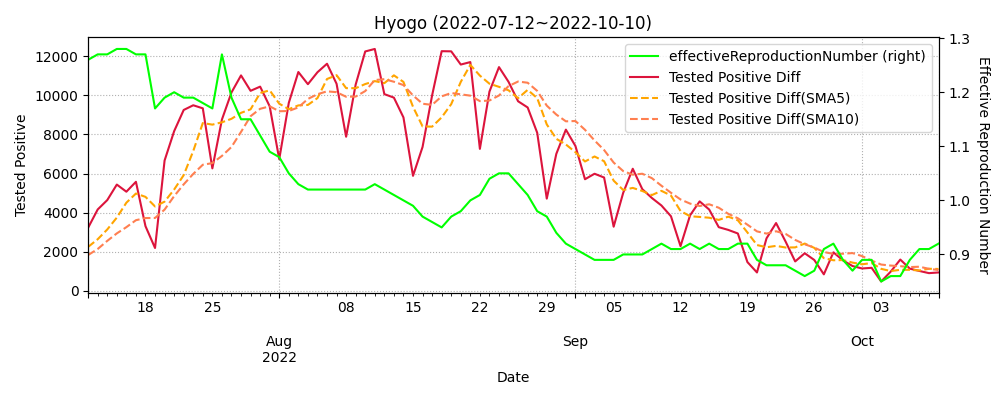 Hyogo (2022-07-12~2022-10-10)
effectiveReproductionNumber (right)
Tested Positive Diff
Tested Positive Diff(SMA5)
Tested Positive Diff(SMA10)
Tested Positive
12000
10000
8000
6000
4000
2000
0
1.3
1.2
1.1
1.0
0.9
Effective Reproduction Number
18 25 08 15 22 29 05 12 19 26 03
Aug Sep Oct
2022
Date